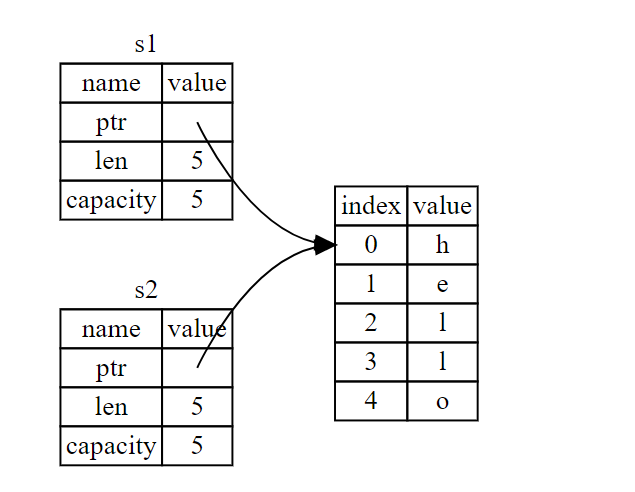 s1
name value
ptr
len 5
capacity 5
s2
name value
ptr
len 5
capacity 5
index value
0 h
1 e
2 l
3 l
4 o